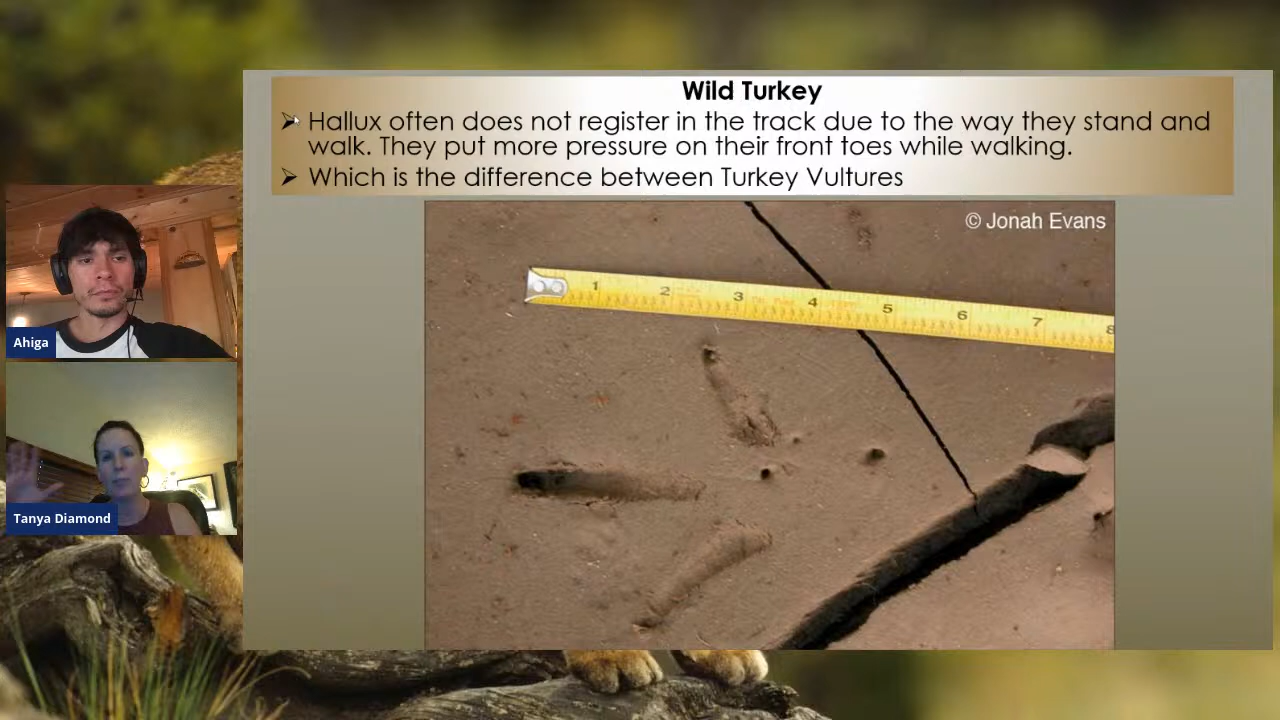 Wild Turkey
➢ Hallux often does not register in the track due to the way they stand and
walk. They put more pressure on their front toes while walking.
➢ Which is the difference between Turkey Vultures
© Jonah Evans
1 2 3 4 5 6 7 8
Ahiga
Tanya Diamond